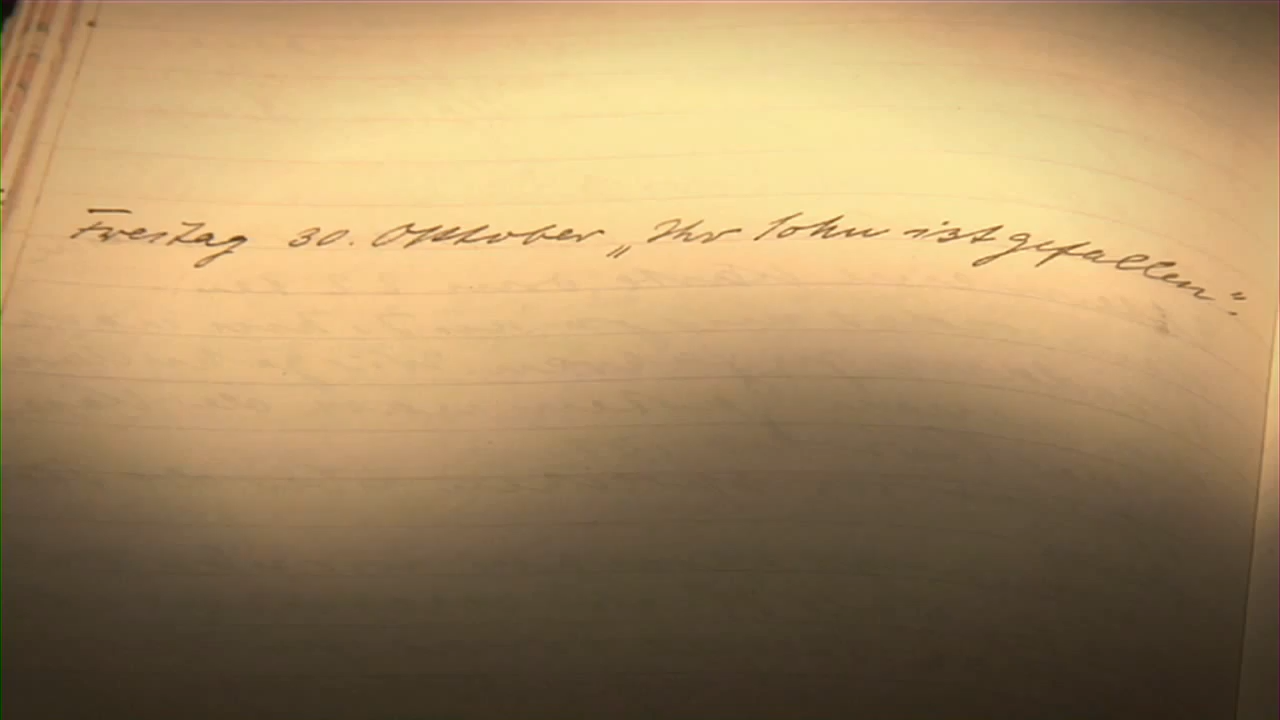 Freitag 30. Oktober „Ihr Sohn ist gefallen“.